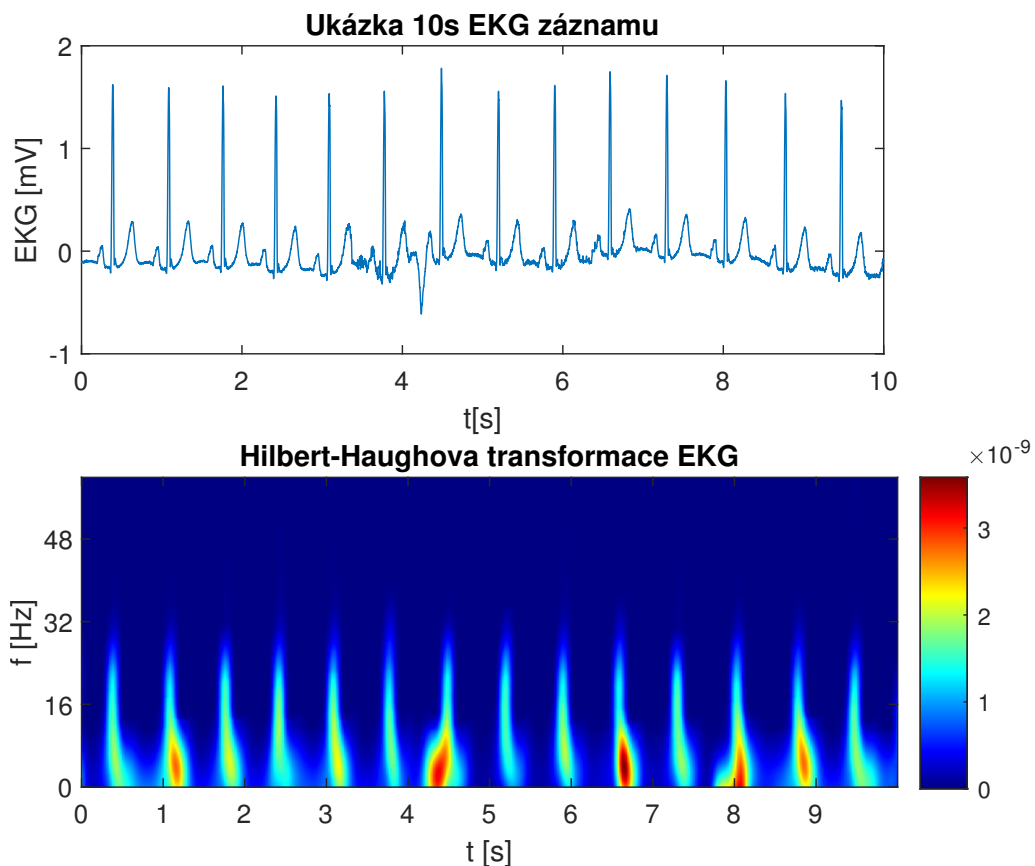 Ukázka 10s EKG záznamu
2
1
0
-1
EKG [mV]
0 2 4 6 8 10
t[s]
Hilbert-Haughova transformace EKG
×10⁻⁹
48
32
16
0
f [Hz]
3
2
1
0
0 1 2 3 4 5 6 7 8 9
t [s]